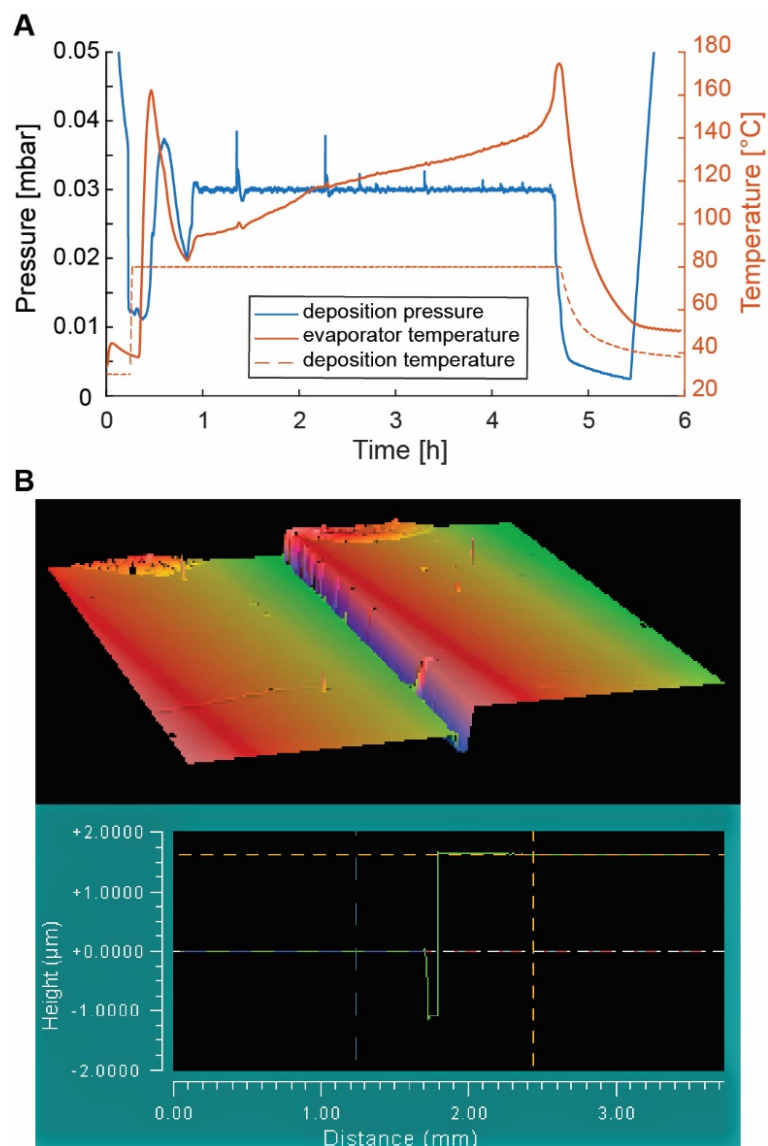 A
Pressure [mbar]
0.05
0.04
0.03
0.02
0.01
0
180
160
140
120
100
80
60
40
20
Temperature [°C]
deposition pressure
evaporator temperature
deposition temperature
0 1 2 3 4 5 6
Time [h]
B
Height (µm)
+2.0000
+1.0000
+0.0000
-1.0000
-2.0000
0.00 1.00 2.00 3.00
Distance (mm)